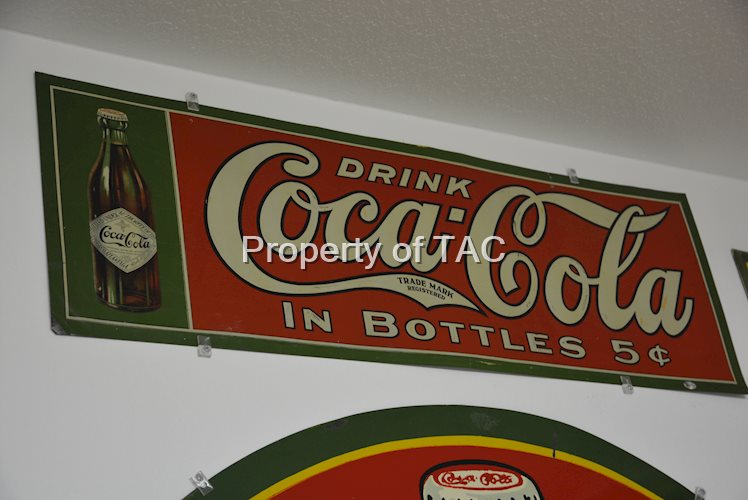 DRINK
Coca-Cola
TRADE MARK
REGISTERED
IN BOTTLES 5¢
Coca-Cola
Property of TAC
Coca-Cola